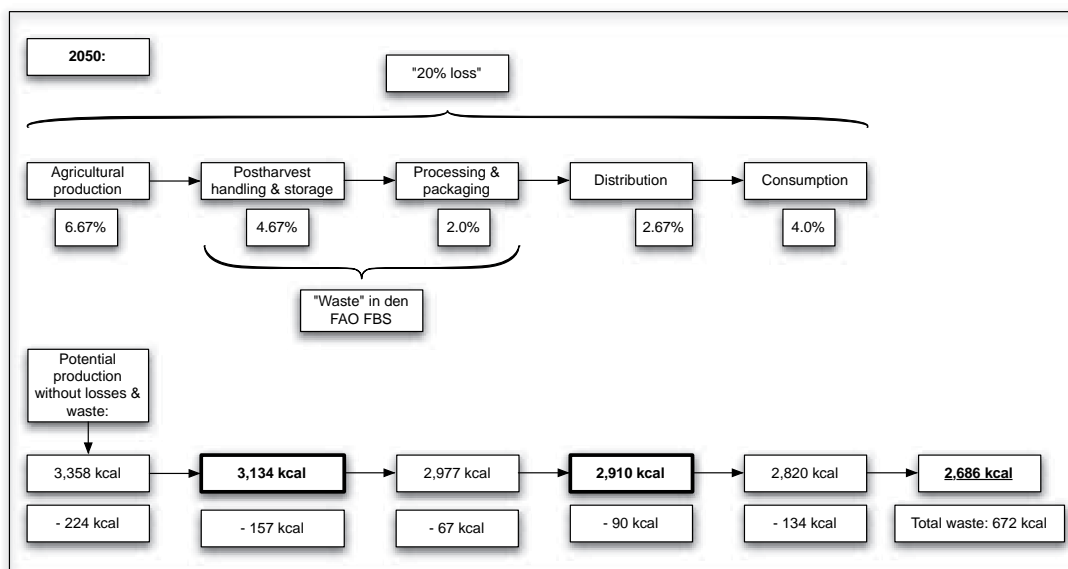 2050:
"20% loss"
Agricultural
production
Postharvest
handling & storage
Processing &
packaging
Distribution
Consumption
6.67%
4.67%
2.0%
2.67%
4.0%
"Waste" in den
FAO FBS
Potential
production
without losses &
waste:
3,358 kcal
3,134 kcal
2,977 kcal
2,910 kcal
2,820 kcal
2,686 kcal
- 224 kcal
- 157 kcal
- 67 kcal
- 90 kcal
- 134 kcal
Total waste: 672 kcal